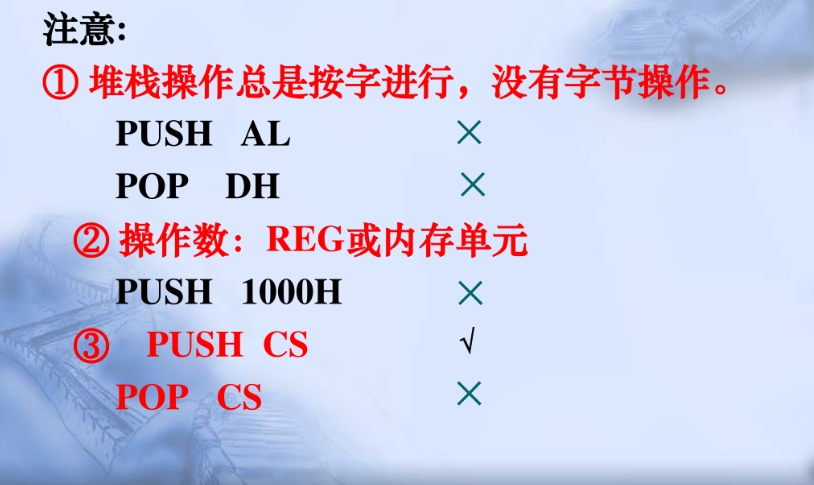 注意:
① 堆栈操作总是按字进行，没有字节操作。
PUSH AL ×
POP DH ×
② 操作数：REG或内存单元
PUSH 1000H ×
③ PUSH CS √
POP CS ×